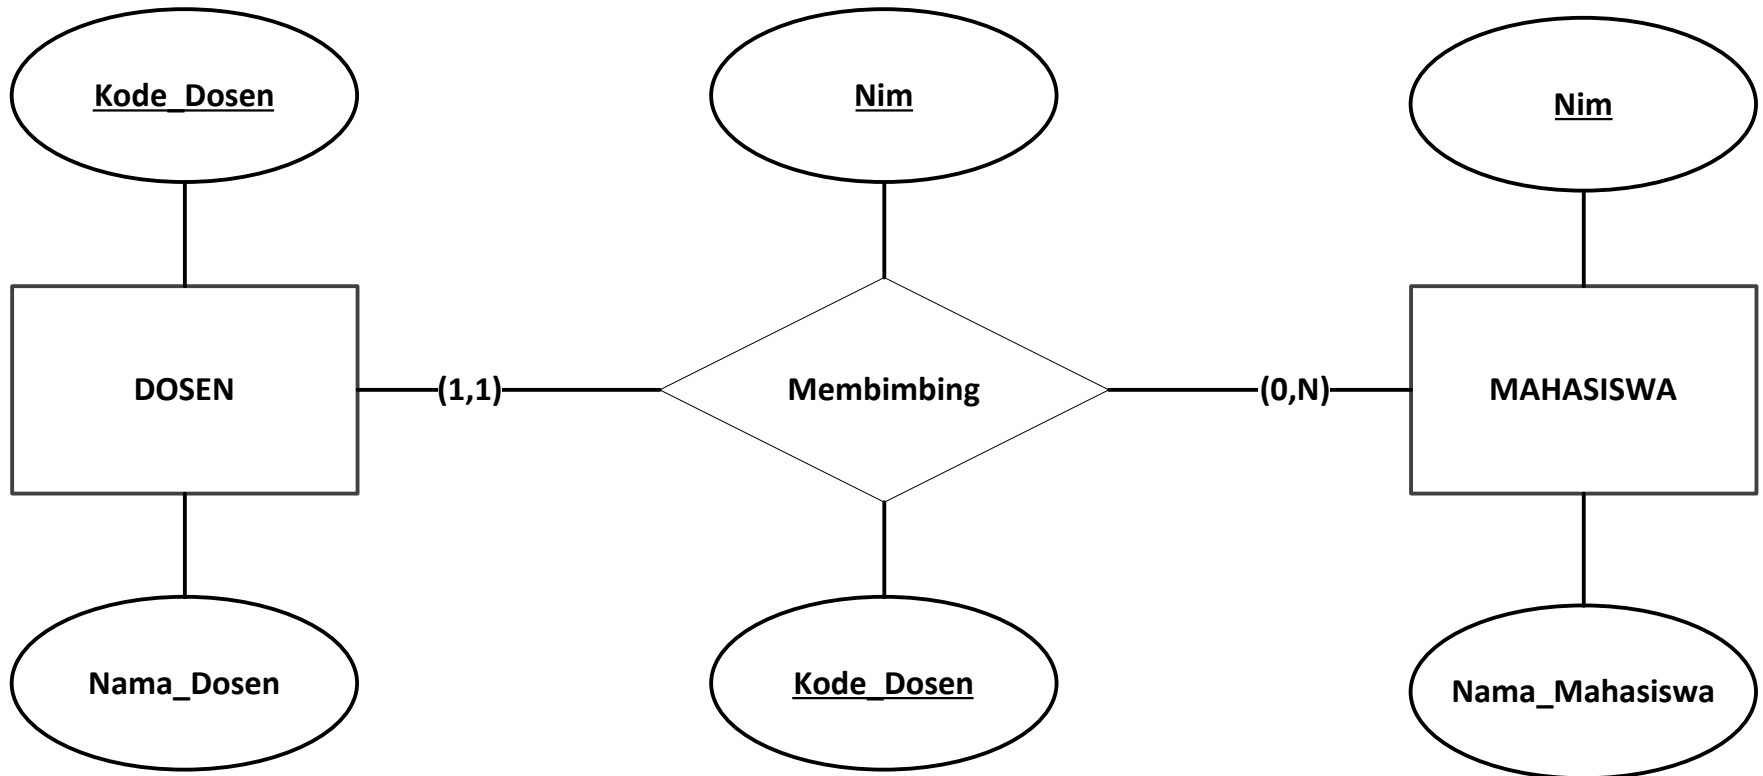 Kode_Dosen
Nim
Nim
DOSEN
(1,1)
Membimbing
(0,N)
MAHASISWA
Nama_Dosen
Kode_Dosen
Nama_Mahasiswa